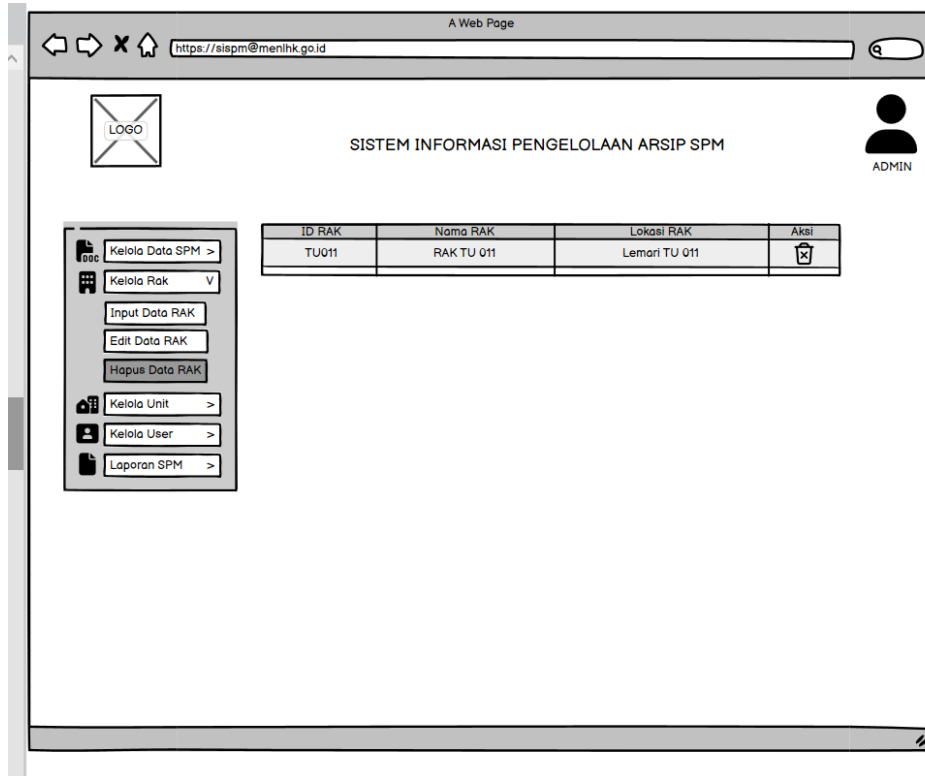 A Web Page
https://sispm@menlhk.go.id
LOGO
SISTEM INFORMASI PENGELOLAAN ARSIP SPM
ADMIN
DOC
Kelola Data SPM >
Kelola Rak V
Input Data RAK
Edit Data RAK
Hapus Data RAK
Kelola Unit >
Kelola User >
Laporan SPM >
ID RAK Nama RAK Lokasi RAK Aksi
TU011 RAK TU 011 Lemari TU 011